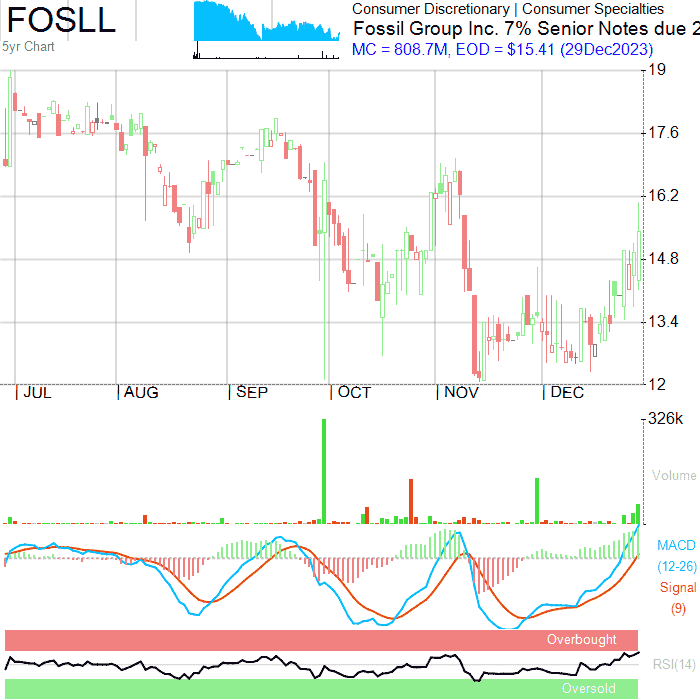 FOSLL
5yr Chart
Consumer Discretionary | Consumer Specialties
Fossil Group Inc. 7% Senior Notes due 2
MC = 808.7M, EOD = $15.41 (29Dec2023)
19
17.6
16.2
14.8
13.4
12
JUL
AUG
SEP
OCT
NOV
DEC
326k
Volume
MACD
(12-26)
Signal
(9)
Overbought
RSI(14)
Oversold